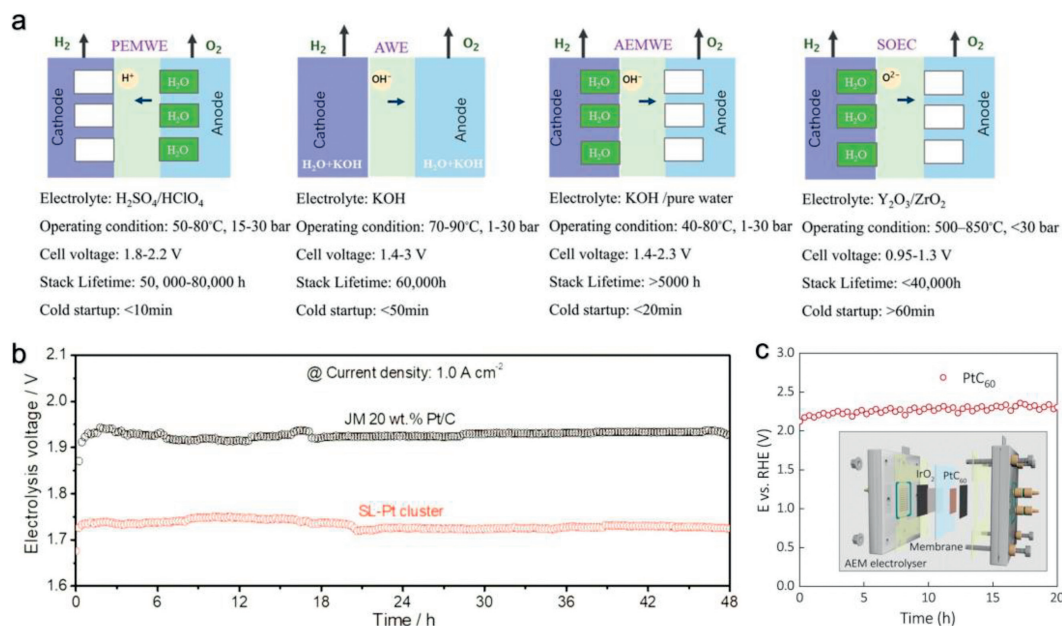 a
H₂ PEMWE O₂
Cathode
H⁺
H₂O
H₂O
H₂O
Anode
Electrolyte: H₂SO₄/HClO₄
Operating condition: 50-80°C, 15-30 bar
Cell voltage: 1.8-2.2 V
Stack Lifetime: 50, 000-80,000 h
Cold startup: <10min
H₂ AWE O₂
Cathode
OH⁻
Anode
H₂O+KOH H₂O+KOH
Electrolyte: KOH
Operating condition: 70-90°C, 1-30 bar
Cell voltage: 1.4-3 V
Stack Lifetime: 60,000h
Cold startup: <50min
H₂ AEMWE O₂
Cathode
H₂O
H₂O
H₂O
OH⁻
Anode
Electrolyte: KOH /pure water
Operating condition: 40-80°C, 1-30 bar
Cell voltage: 1.4-2.3 V
Stack Lifetime: >5000 h
Cold startup: <20min
H₂ SOEC O₂
Cathode
H₂O
H₂O
H₂O
O²⁻
Anode
Electrolyte: Y₂O₃/ZrO₂
Operating condition: 500–850°C, <30 bar
Cell voltage: 0.95-1.3 V
Stack Lifetime: <40,000h
Cold startup: >60min
b
Electrolysis voltage / V
2.1
2.0
1.9
1.8
1.7
1.6
@ Current density: 1.0 A cm⁻²
JM 20 wt.% Pt/C
SL-Pt cluster
0 6 12 18 24 30 36 42 48
Time / h
c
E vs. RHE (V)
3.0
2.5
2.0
1.5
1.0
0.5
0.0
PtC₆₀
IrO₂
PtC₆₀
Membrane
AEM electrolyser
0 5 10 15 20
Time (h)